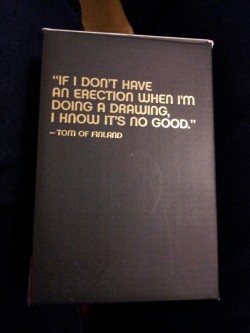 “IF I DON'T HAVE
AN ERECTION WHEN I'M
DOING A DRAWING,
I KNOW IT'S NO GOOD.”
– TOM OF FINLAND